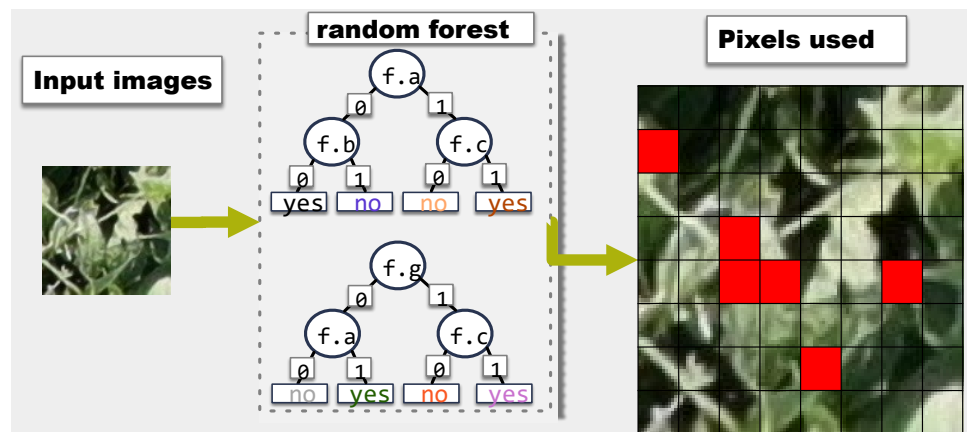 Input images
random forest
f.a
0 1
f.b f.c
0 1 0 1
yes no no yes
f.g
0 1
f.a f.c
0 1 0 1
no yes no yes
Pixels used